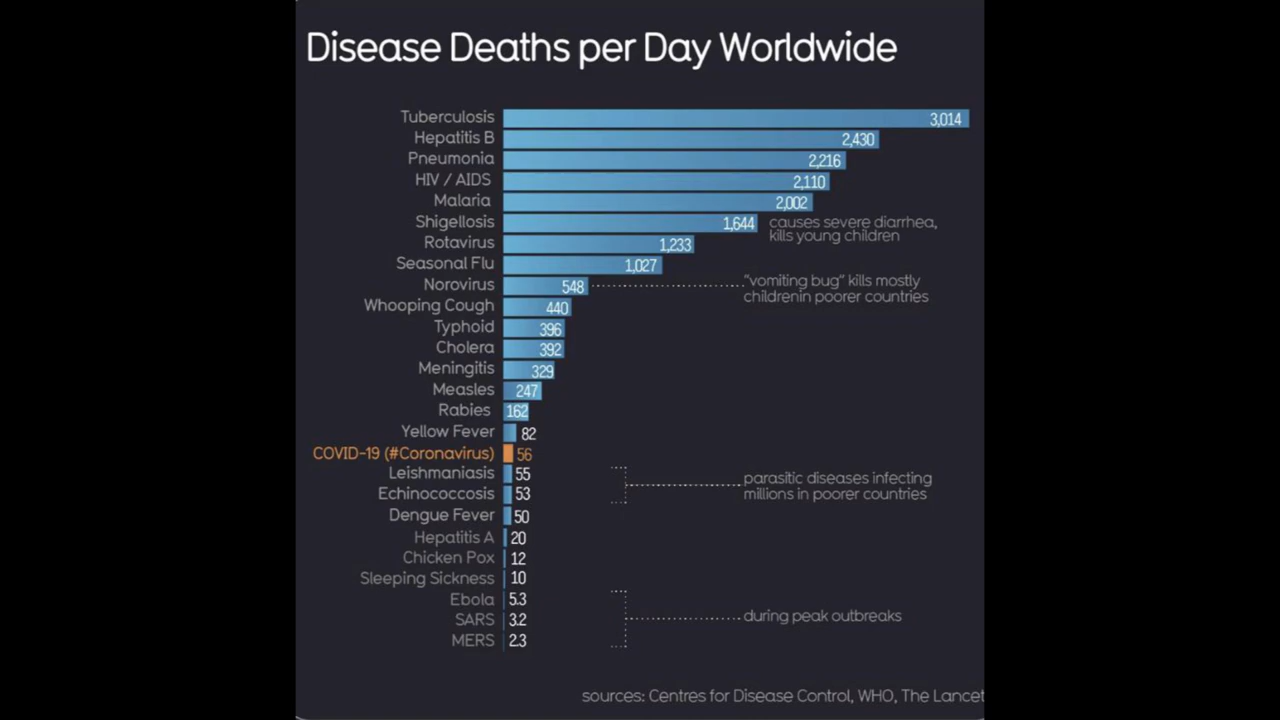 Disease Deaths per Day Worldwide
Tuberculosis 3,014
Hepatitis B 2,430
Pneumonia 2,216
HIV / AIDS 2,110
Malaria 2,002
Shigellosis 1,644 causes severe diarrhea,
kills young children
Rotavirus 1,233
Seasonal Flu 1,027
Norovirus 548 "vomiting bug" kills mostly
childrenin poorer countries
Whooping Cough 440
Typhoid 396
Cholera 392
Meningitis 329
Measles 247
Rabies 162
Yellow Fever 82
COVID-19 (#Coronavirus) 56
Leishmaniasis 55 parasitic diseases infecting
Echinococcosis 53 millions in poorer countries
Dengue Fever 50
Hepatitis A 20
Chicken Pox 12
Sleeping Sickness 10
Ebola 5.3
SARS 3.2 during peak outbreaks
MERS 2.3
sources: Centres for Disease Control, WHO, The Lancet